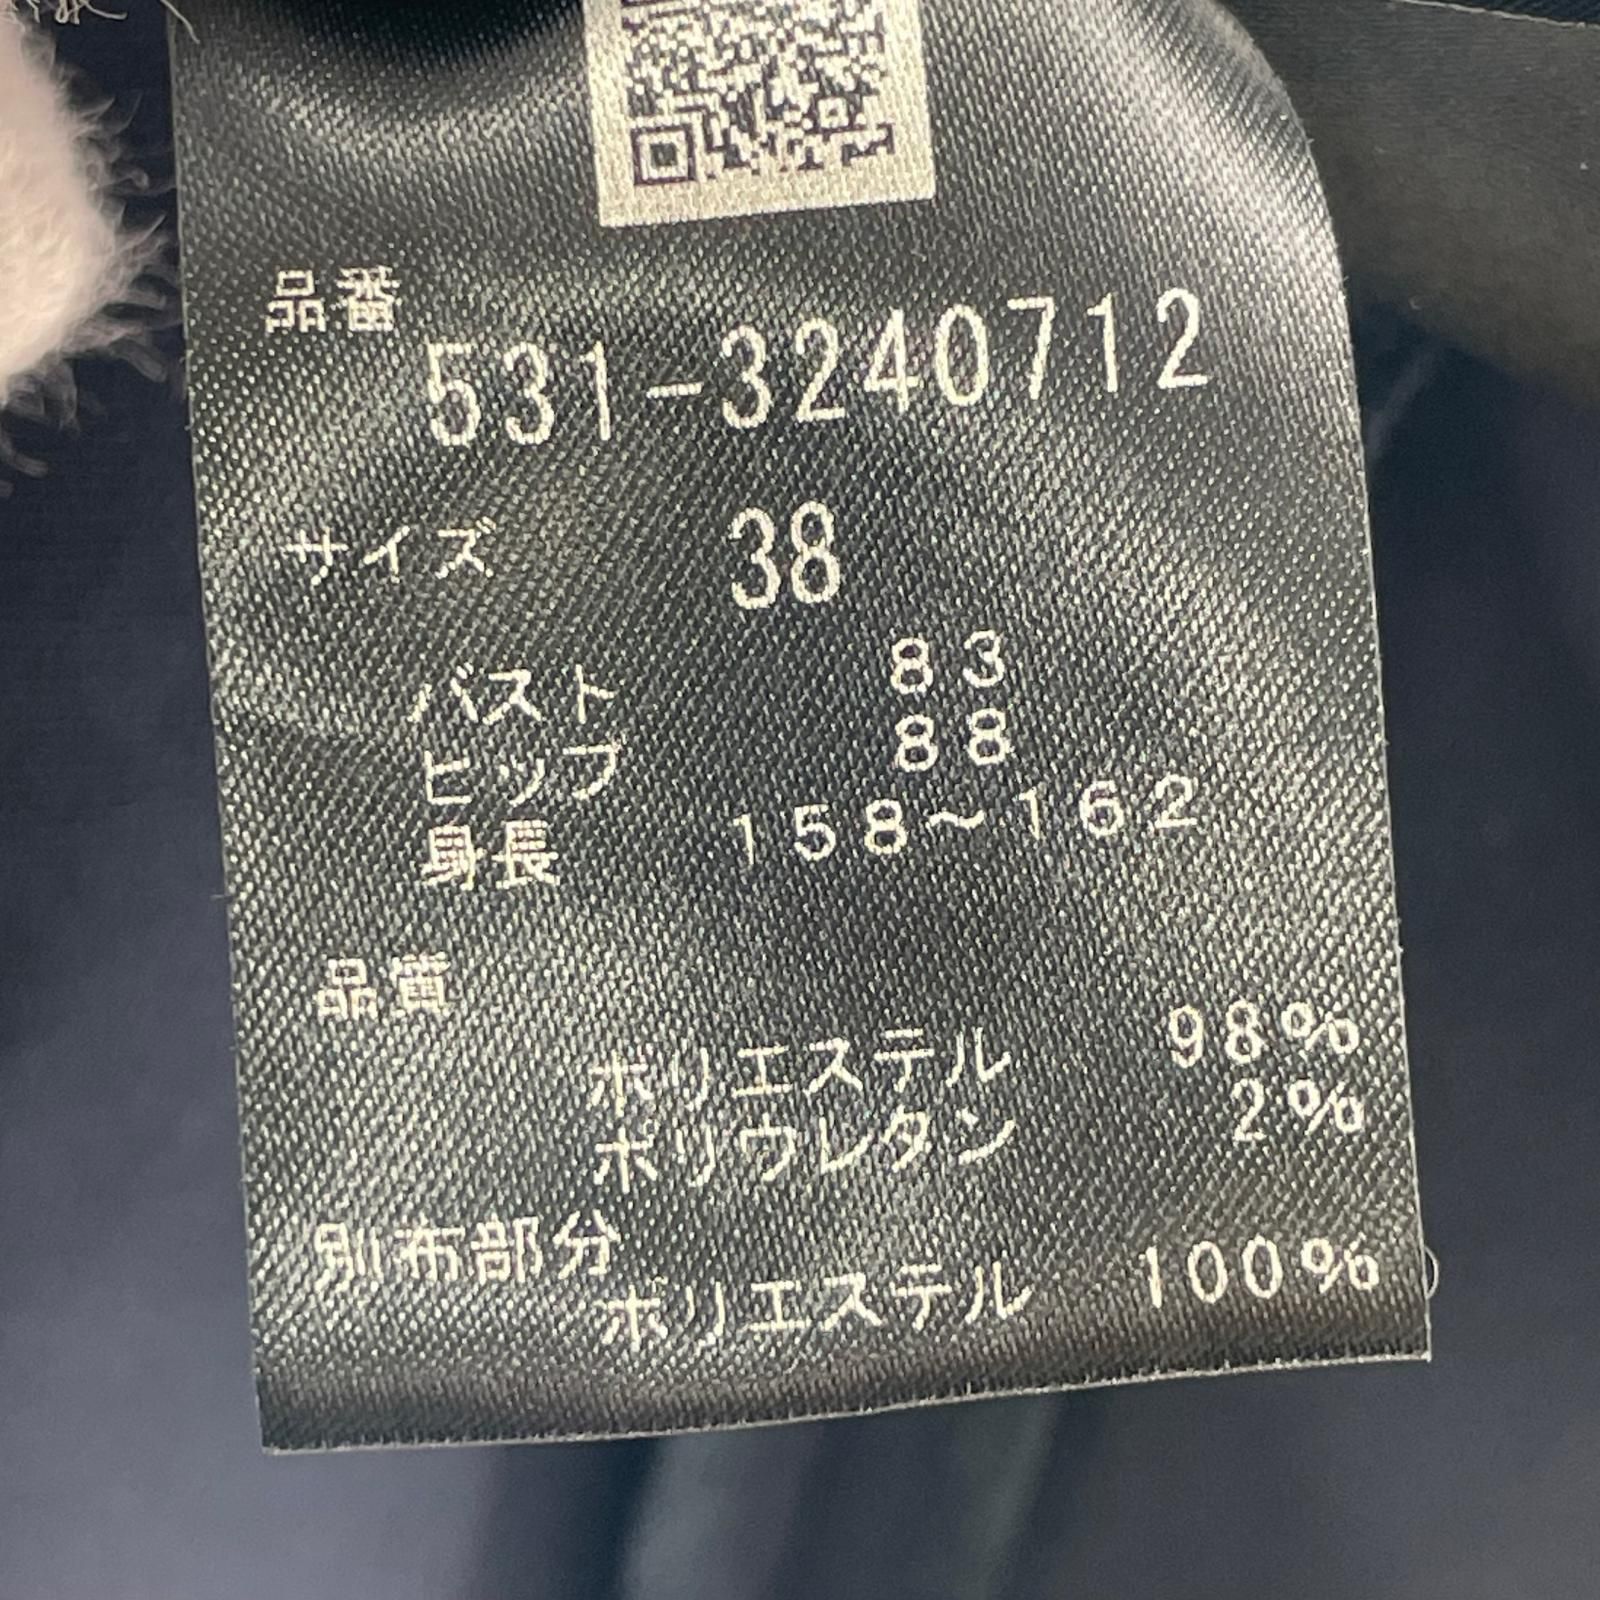 品番
531-3240712
サイズ 38
バスト 83
ヒップ 88
身長 158~162
品質
ポリエステル 98%
ポリウレタン 2%
別布部分
ポリエステル 100%